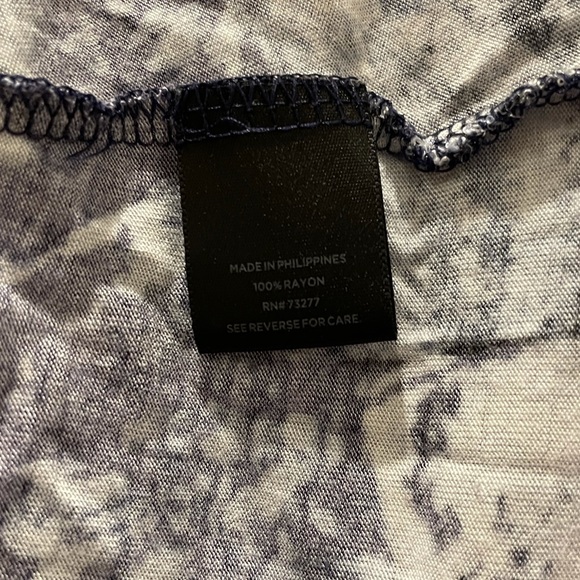 MADE IN PHILIPPINES
100% RAYON
RN# 73277
SEE REVERSE FOR CARE.